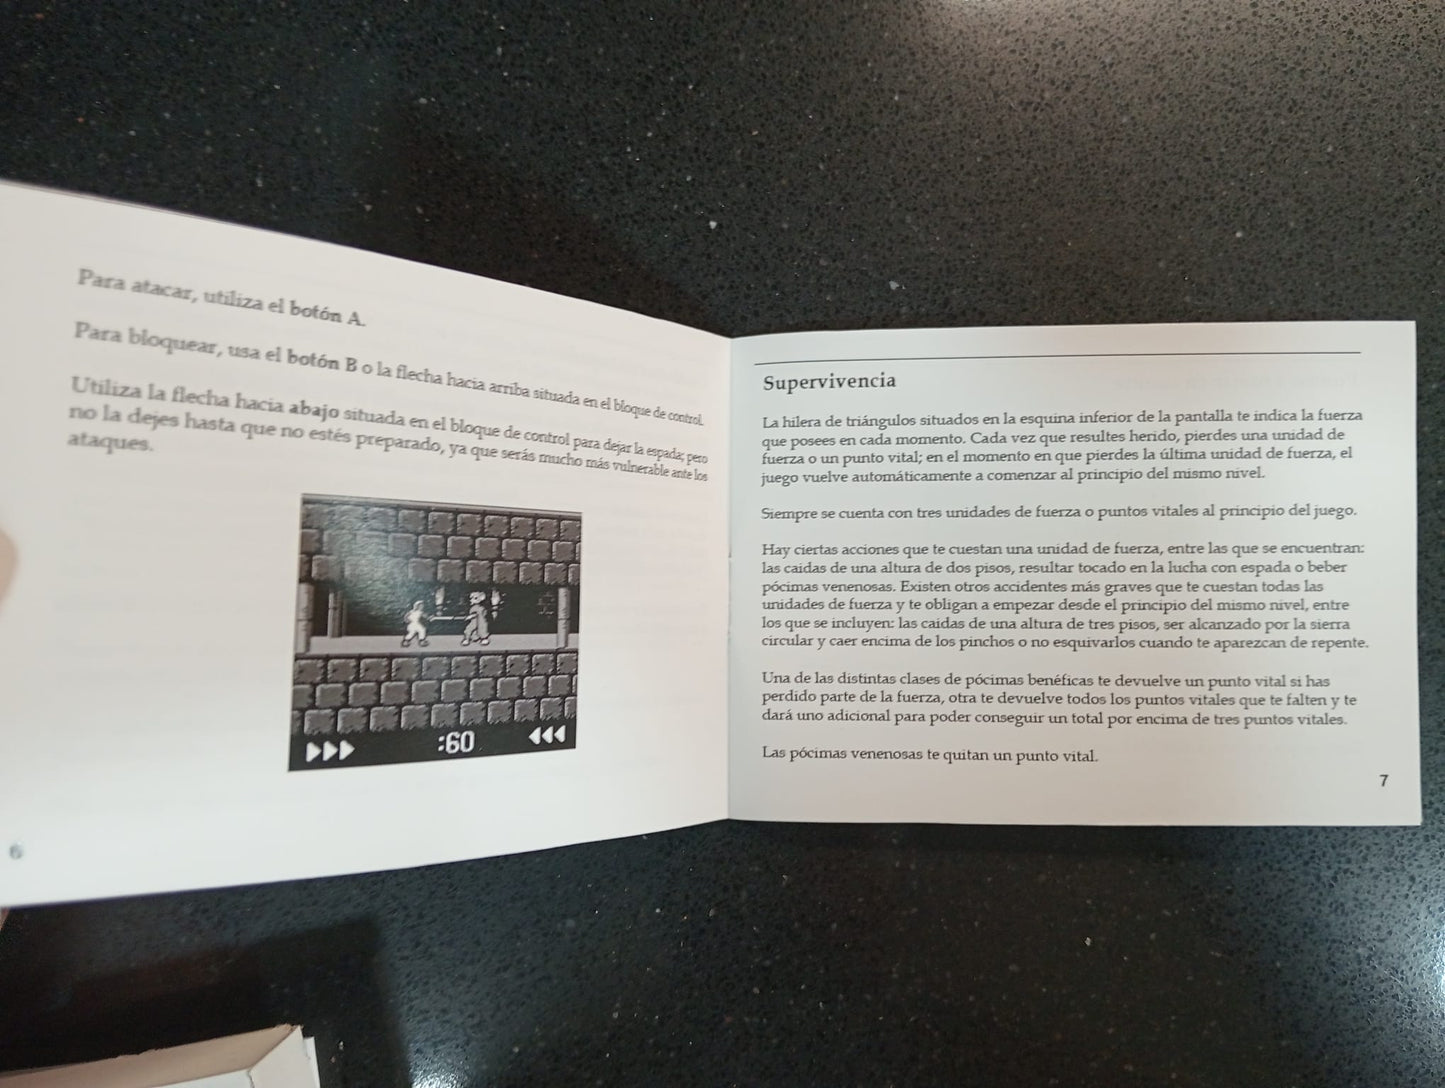 Para atacar, utiliza el botón A.
Para bloquear, usa el botón B o la flecha hacia arriba situada en el bloque de control.
Utiliza la flecha hacia abajo situada en el bloque de control para dejar la espada; pero
no la dejes hasta que no estés preparado, ya que serás mucho más vulnerable ante los
ataques.
:60
6
Supervivencia
La hilera de triángulos situados en la esquina inferior de la pantalla te indica la fuerza
que posees en cada momento. Cada vez que resultes herido, pierdes una unidad de
fuerza o un punto vital; en el momento en que pierdes la última unidad de fuerza, el
juego vuelve automáticamente a comenzar al principio del mismo nivel.
Siempre se cuenta con tres unidades de fuerza o puntos vitales al principio del juego.
Hay ciertas acciones que te cuestan una unidad de fuerza, entre las que se encuentran:
las caidas de una altura de dos pisos, resultar tocado en la lucha con espada o beber
pócimas venenosas. Existen otros accidentes más graves que te cuestan todas las
unidades de fuerza y te obligan a empezar desde el principio del mismo nivel, entre
los que se incluyen: las caidas de una altura de tres pisos, ser alcanzado por la sierra
circular y caer encima de los pinchos o no esquivarlos cuando te aparezcan de repente.
Una de las distintas clases de pócimas benéficas te devuelve un punto vital si has
perdido parte de la fuerza, otra te devuelve todos los puntos vitales que te falten y te
dará uno adicional para poder conseguir un total por encima de tres puntos vitales.
Las pócimas venenosas te quitan un punto vital.
7